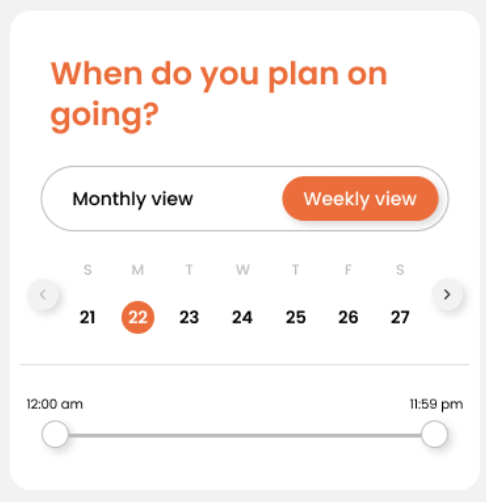 When do you plan on
going?
Monthly view Weekly view
S M T W T F S
21 22 23 24 25 26 27
12:00 am 11:59 pm